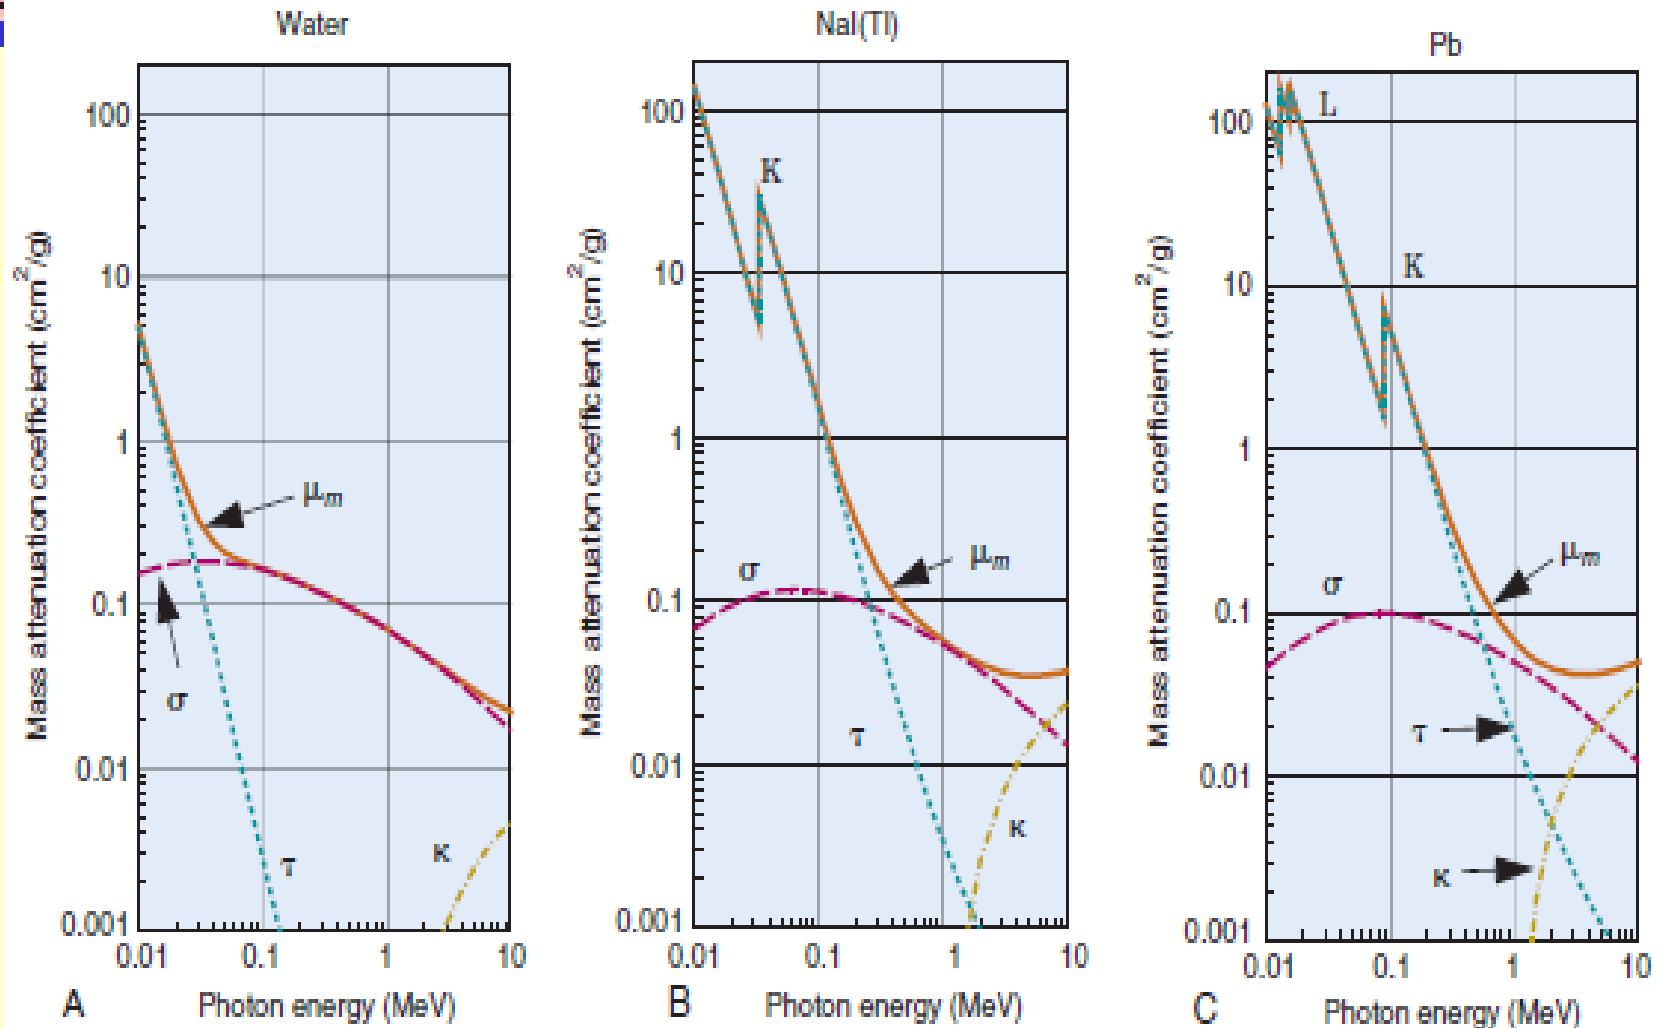 Water
Mass attenuation coefficient (cm²/g)
100
10
1
0.1
0.01
0.001
μm
σ
τ
κ
0.01 0.1 1 10
A Photon energy (MeV)
NaI(Tl)
Mass attenuation coefficient (cm²/g)
100
10
1
0.1
0.01
0.001
K
σ
μm
τ
κ
0.01 0.1 1 10
B Photon energy (MeV)
Pb
Mass attenuation coefficient (cm²/g)
100
10
1
0.1
0.01
0.001
L
K
σ
μm
τ
κ
0.01 0.1 1 10
C Photon energy (MeV)